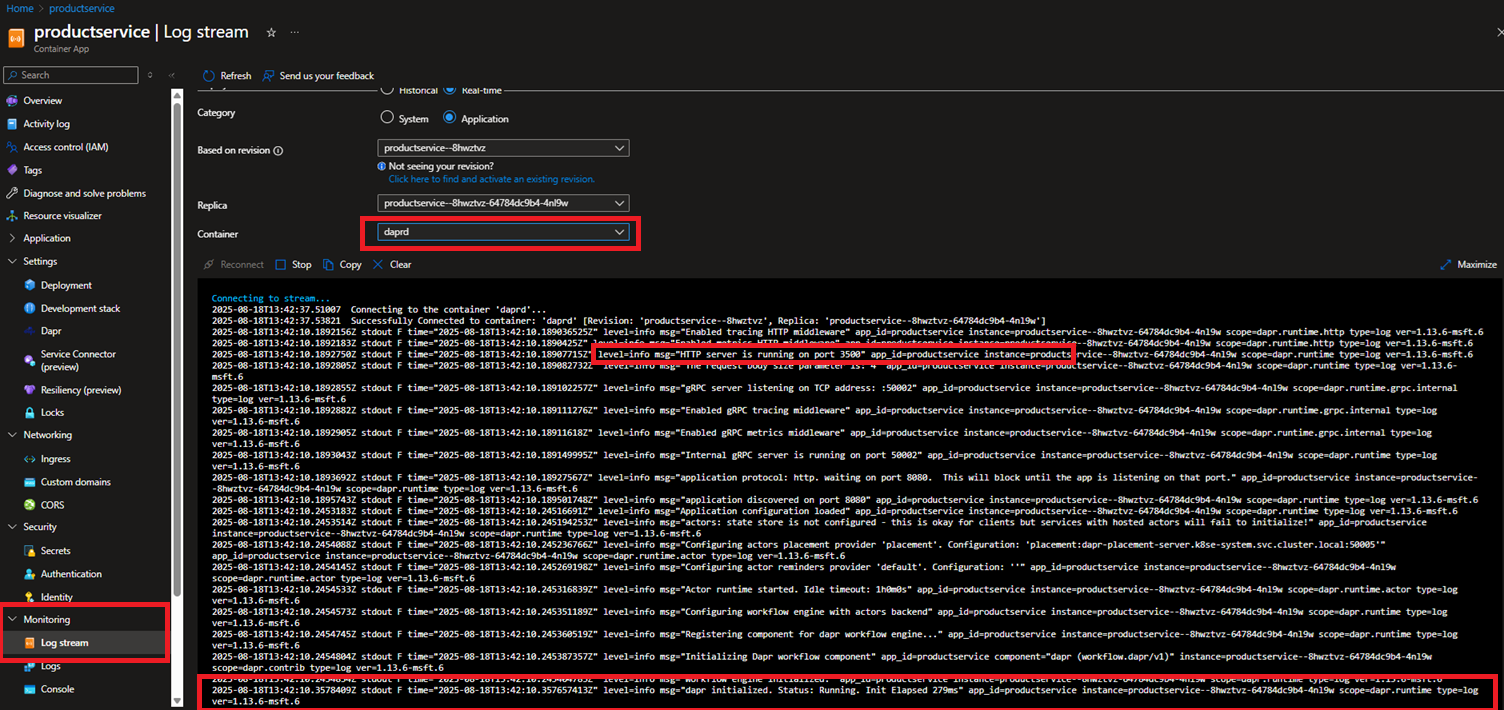 Home > productservice
productservice | Log stream ☆ ...
Container App
Search
Refresh Send us your feedback
Overview
Activity log
Access control (IAM)
Tags
Diagnose and solve problems
Resource visualizer
Application
Settings
Deployment
Development stack
Dapr
Service Connector
(preview)
Resiliency (preview)
Locks
Networking
Ingress
Custom domains
CORS
Security
Secrets
Authentication
Identity
Monitoring
Log stream
Logs
Console
Historical Real-time
Category
System Application
Based on revision
productservice--8hwztvz
Not seeing your revision?
Click here to find and activate an existing revision.
Replica
productservice--8hwztvz-64784dc9b4-4nl9w
Container
daprd
Reconnect Stop Copy Clear Maximize
Connecting to stream...
2025-08-18T13:42:37.51007 Connecting to the container 'daprd'...
2025-08-18T13:42:37.53821 Successfully Connected to container: 'daprd' [Revision: 'productservice--8hwztvz', Replica: 'productservice--8hwztvz-64784dc9b4-4nl9w']
2025-08-18T13:42:10.1892156Z stdout F time="2025-08-18T13:42:10.189036525Z" level=info msg="Enabled tracing HTTP middleware" app_id=productservice instance=productservice--8hwztvz-64784dc9b4-4nl9w scope=dapr.runtime.http type=log ver=1.13.6-msft.6
2025-08-18T13:42:10.1892183Z stdout F time="2025-08-18T13:42:10.1890425Z" level=info msg="Enabled metrics HTTP middleware" app_id=productservice instance=productservice--8hwztvz-64784dc9b4-4nl9w scope=dapr.runtime.http type=log ver=1.13.6-msft.6
2025-08-18T13:42:10.1892750Z stdout F time="2025-08-18T13:42:10.18907715Z" level=info msg="HTTP server is running on port 3500" app_id=productservice instance=productservice--8hwztvz-64784dc9b4-4nl9w scope=dapr.runtime type=log ver=1.13.6-msft.6
2025-08-18T13:42:10.1892805Z stdout F time="2025-08-18T13:42:10.189082732Z" level=info msg="The request body size parameter is: 4" app_id=productservice instance=productservice--8hwztvz-64784dc9b4-4nl9w scope=dapr.runtime type=log ver=1.13.6-
msft.6
2025-08-18T13:42:10.1892855Z stdout F time="2025-08-18T13:42:10.189102257Z" level=info msg="gRPC server listening on TCP address: :50002" app_id=productservice instance=productservice--8hwztvz-64784dc9b4-4nl9w scope=dapr.runtime.grpc.internal
type=log ver=1.13.6-msft.6
2025-08-18T13:42:10.1892882Z stdout F time="2025-08-18T13:42:10.189111276Z" level=info msg="Enabled gRPC tracing middleware" app_id=productservice instance=productservice--8hwztvz-64784dc9b4-4nl9w scope=dapr.runtime.grpc.internal type=log
ver=1.13.6-msft.6
2025-08-18T13:42:10.1892905Z stdout F time="2025-08-18T13:42:10.18911618Z" level=info msg="Enabled gRPC metrics middleware" app_id=productservice instance=productservice--8hwztvz-64784dc9b4-4nl9w scope=dapr.runtime.grpc.internal type=log
ver=1.13.6-msft.6
2025-08-18T13:42:10.1893043Z stdout F time="2025-08-18T13:42:10.189149995Z" level=info msg="Internal gRPC server is running on port 50002" app_id=productservice instance=productservice--8hwztvz-64784dc9b4-4nl9w scope=dapr.runtime type=log
ver=1.13.6-msft.6
2025-08-18T13:42:10.1893692Z stdout F time="2025-08-18T13:42:10.18927567Z" level=info msg="application protocol: http. waiting on port 8080. This will block until the app is listening on that port." app_id=productservice instance=productservice-
-8hwztvz-64784dc9b4-4nl9w scope=dapr.runtime type=log ver=1.13.6-msft.6
2025-08-18T13:42:10.1895743Z stdout F time="2025-08-18T13:42:10.189501748Z" level=info msg="application discovered on port 8080" app_id=productservice instance=productservice--8hwztvz-64784dc9b4-4nl9w scope=dapr.runtime type=log ver=1.13.6-msft.6
2025-08-18T13:42:10.2453183Z stdout F time="2025-08-18T13:42:10.24516691Z" level=info msg="Application configuration loaded" app_id=productservice instance=productservice--8hwztvz-64784dc9b4-4nl9w scope=dapr.runtime type=log ver=1.13.6-msft.6
2025-08-18T13:42:10.2453514Z stdout F time="2025-08-18T13:42:10.245194253Z" level=info msg="actors: state store is not configured - this is okay for clients but services with hosted actors will fail to initialize!" app_id=productservice
instance=productservice--8hwztvz-64784dc9b4-4nl9w scope=dapr.runtime type=log ver=1.13.6-msft.6
2025-08-18T13:42:10.2454088Z stdout F time="2025-08-18T13:42:10.245236766Z" level=info msg="Configuring actors placement provider 'placement'. Configuration: 'placement:dapr-placement-server.k8se-system.svc.cluster.local:50005'"
app_id=productservice instance=productservice--8hwztvz-64784dc9b4-4nl9w scope=dapr.runtime.actor type=log ver=1.13.6-msft.6
2025-08-18T13:42:10.2454145Z stdout F time="2025-08-18T13:42:10.245269198Z" level=info msg="Configuring actor reminders provider 'default'. Configuration: ''" app_id=productservice instance=productservice--8hwztvz-64784dc9b4-4nl9w
scope=dapr.runtime.actor type=log ver=1.13.6-msft.6
2025-08-18T13:42:10.2454533Z stdout F time="2025-08-18T13:42:10.245316839Z" level=info msg="Actor runtime started. Idle timeout: 1h0m0s" app_id=productservice instance=productservice--8hwztvz-64784dc9b4-4nl9w scope=dapr.runtime.actor type=log
ver=1.13.6-msft.6
2025-08-18T13:42:10.2454573Z stdout F time="2025-08-18T13:42:10.245351189Z" level=info msg="Configuring workflow engine with actors backend" app_id=productservice instance=productservice--8hwztvz-64784dc9b4-4nl9w scope=dapr.runtime type=log
ver=1.13.6-msft.6
2025-08-18T13:42:10.2454745Z stdout F time="2025-08-18T13:42:10.245360519Z" level=info msg="Registering component for dapr workflow engine..." app_id=productservice instance=productservice--8hwztvz-64784dc9b4-4nl9w scope=dapr.runtime type=log
ver=1.13.6-msft.6
2025-08-18T13:42:10.2454804Z stdout F time="2025-08-18T13:42:10.245387357Z" level=info msg="Initializing Dapr workflow component" app_id=productservice component="dapr (workflow.dapr/v1)" instance=productservice--8hwztvz-64784dc9b4-4nl9w
scope=dapr.contrib type=log ver=1.13.6-msft.6
level=info msg="Workflow engine initialized." app_id=productservice instance=productservice--8hwztvz-64784dc9b4-4nl9w scope=dapr.runtime type=log ver=1.13.6-msft.6
2025-08-18T13:42:10.3578409Z stdout F time="2025-08-18T13:42:10.357657413Z" level=info msg="dapr initialized. Status: Running. Init Elapsed 279ms" app_id=productservice instance=productservice--8hwztvz-64784dc9b4-4nl9w scope=dapr.runtime type=log
ver=1.13.6-msft.6